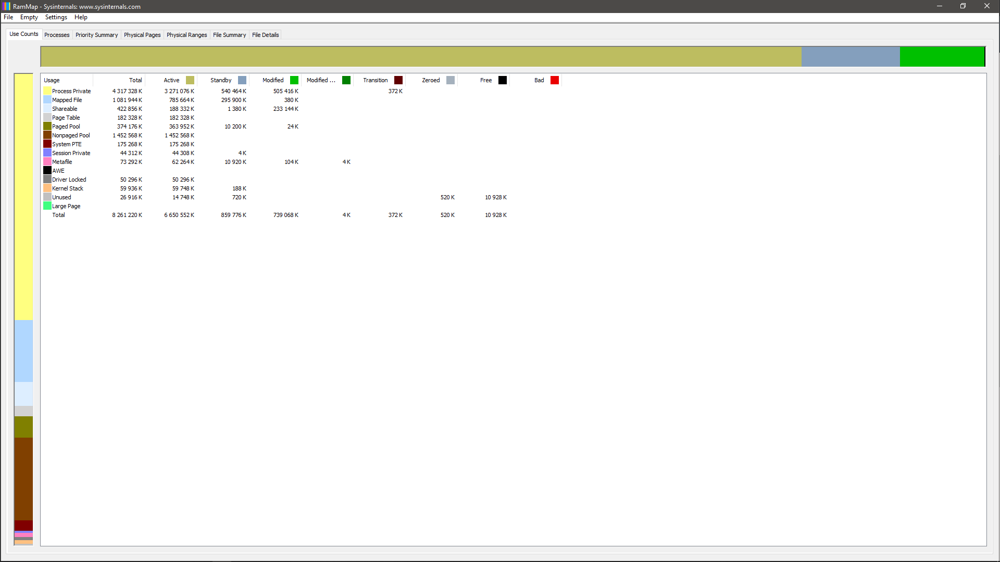 RamMap - Sysinternals: www.sysinternals.com
File Empty Settings Help
Use Counts Processes Priority Summary Physical Pages Physical Ranges File Summary File Details
Usage Total Active Standby Modified Modified ... Transition Zeroed Free Bad
Process Private 4 317 328 K 3 271 076 K 540 464 K 505 416 K 372 K
Mapped File 1 081 944 K 785 664 K 295 900 K 380 K
Shareable 422 856 K 188 332 K 1 380 K 233 144 K
Page Table 182 328 K 182 328 K
Paged Pool 374 176 K 363 952 K 10 200 K 24 K
Nonpaged Pool 1 452 568 K 1 452 568 K
System PTE 175 268 K 175 268 K
Session Private 44 312 K 44 308 K 4 K
Metafile 73 292 K 62 264 K 10 920 K 104 K 4 K
AWE
Driver Locked 50 296 K 50 296 K
Kernel Stack 59 936 K 59 748 K 188 K
Unused 26 916 K 14 748 K 720 K 520 K 10 928 K
Large Page
Total 8 261 220 K 6 650 552 K 859 776 K 739 068 K 4 K 372 K 520 K 10 928 K